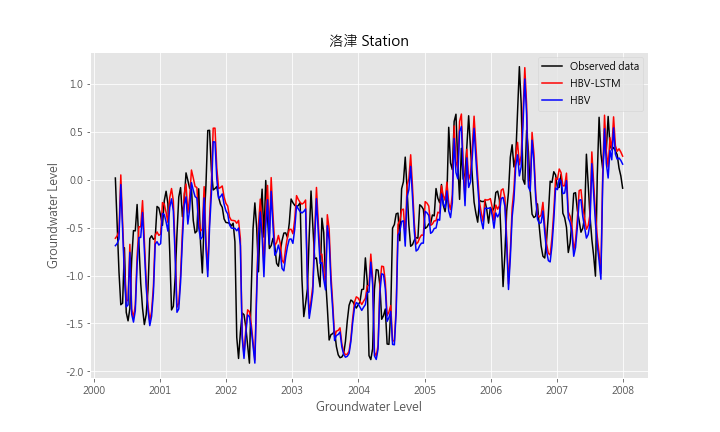 洛津 Station
Observed data
HBV-LSTM
HBV
Groundwater Level
1.0
0.5
0.0
-0.5
-1.0
-1.5
-2.0
2000 2001 2002 2003 2004 2005 2006 2007 2008
Groundwater Level